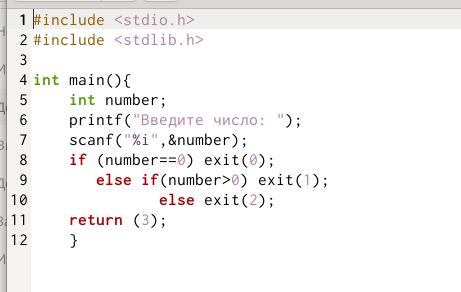 1 #include <stdio.h>
2 #include <stdlib.h>
3
4 int main(){
5     int number;
6     printf("Введите число: ");
7     scanf("%i",&number);
8     if (number==0) exit(0);
9        else if(number>0) exit(1);
10               else exit(2);
11     return (3);
12     }